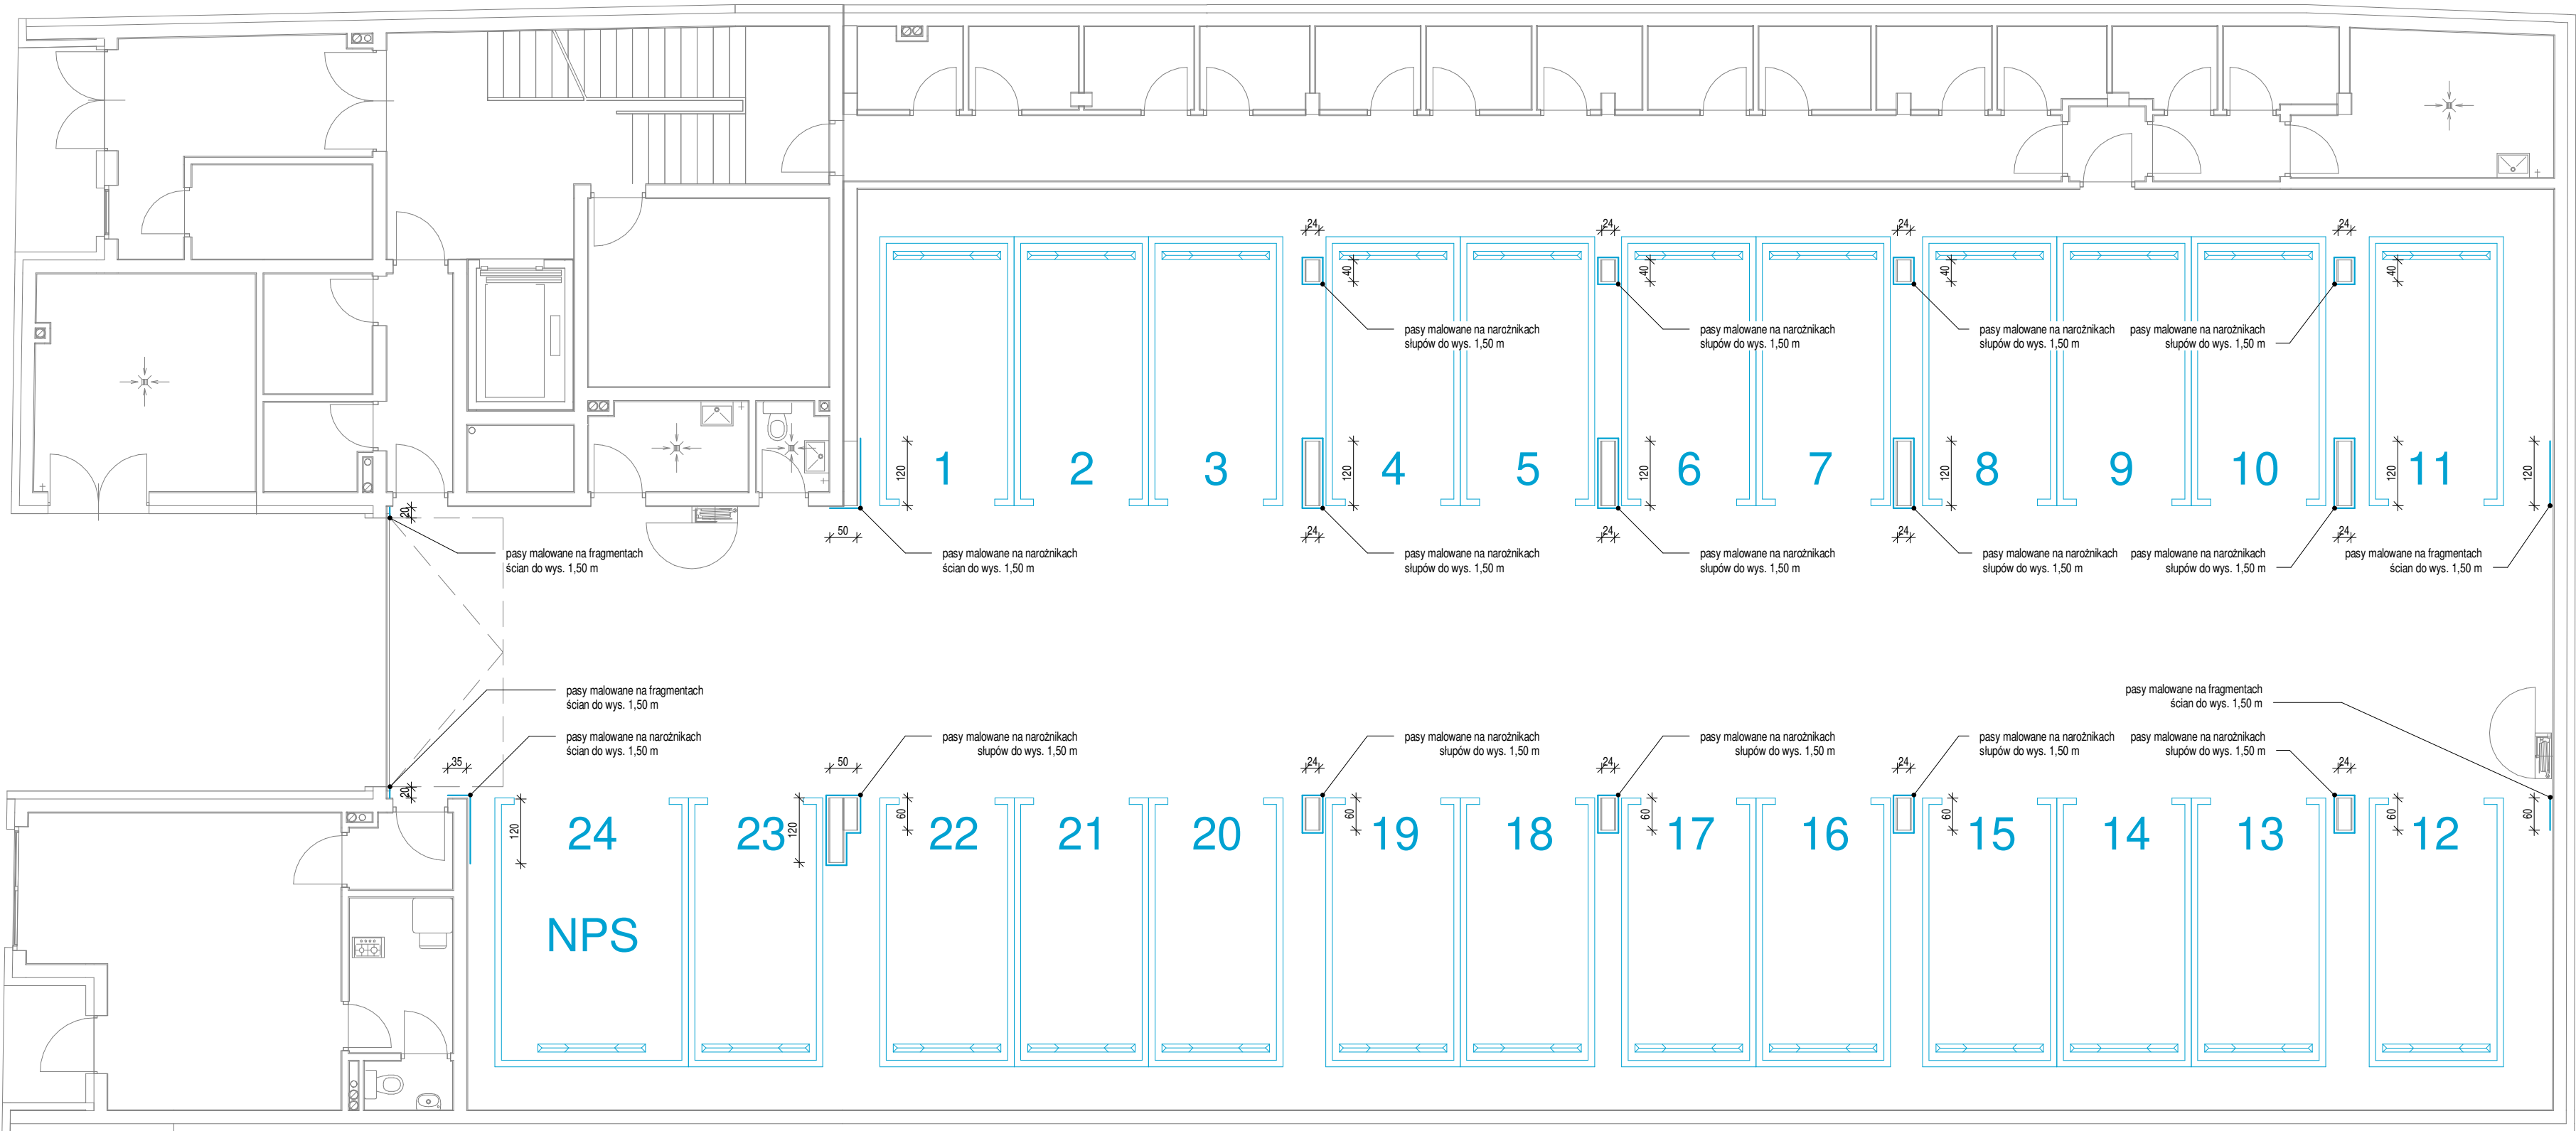 24
24
24
24
40
40
40
40
pasy malowane na narożnikach
słupów do wys. 1,50 m
pasy malowane na narożnikach
słupów do wys. 1,50 m
pasy malowane na narożnikach
słupów do wys. 1,50 m
pasy malowane na narożnikach
słupów do wys. 1,50 m
120
1
2
3
120
4
5
120
6
7
120
8
9
10
120
11
120
20
50
24
24
24
24
pasy malowane na fragmentach
ścian do wys. 1,50 m
pasy malowane na narożnikach
ścian do wys. 1,50 m
pasy malowane na narożnikach
słupów do wys. 1,50 m
pasy malowane na narożnikach
słupów do wys. 1,50 m
pasy malowane na narożnikach
słupów do wys. 1,50 m
pasy malowane na narożnikach
słupów do wys. 1,50 m
pasy malowane na fragmentach
ścian do wys. 1,50 m
pasy malowane na fragmentach
ścian do wys. 1,50 m
pasy malowane na fragmentach
ścian do wys. 1,50 m
pasy malowane na narożnikach
ścian do wys. 1,50 m
pasy malowane na narożnikach
słupów do wys. 1,50 m
pasy malowane na narożnikach
słupów do wys. 1,50 m
pasy malowane na narożnikach
słupów do wys. 1,50 m
pasy malowane na narożnikach
słupów do wys. 1,50 m
pasy malowane na narożnikach
słupów do wys. 1,50 m
35
50
24
24
24
24
20
120
24
23
120
60
22
21
20
60
19
18
60
17
16
60
15
14
13
60
12
60
NPS